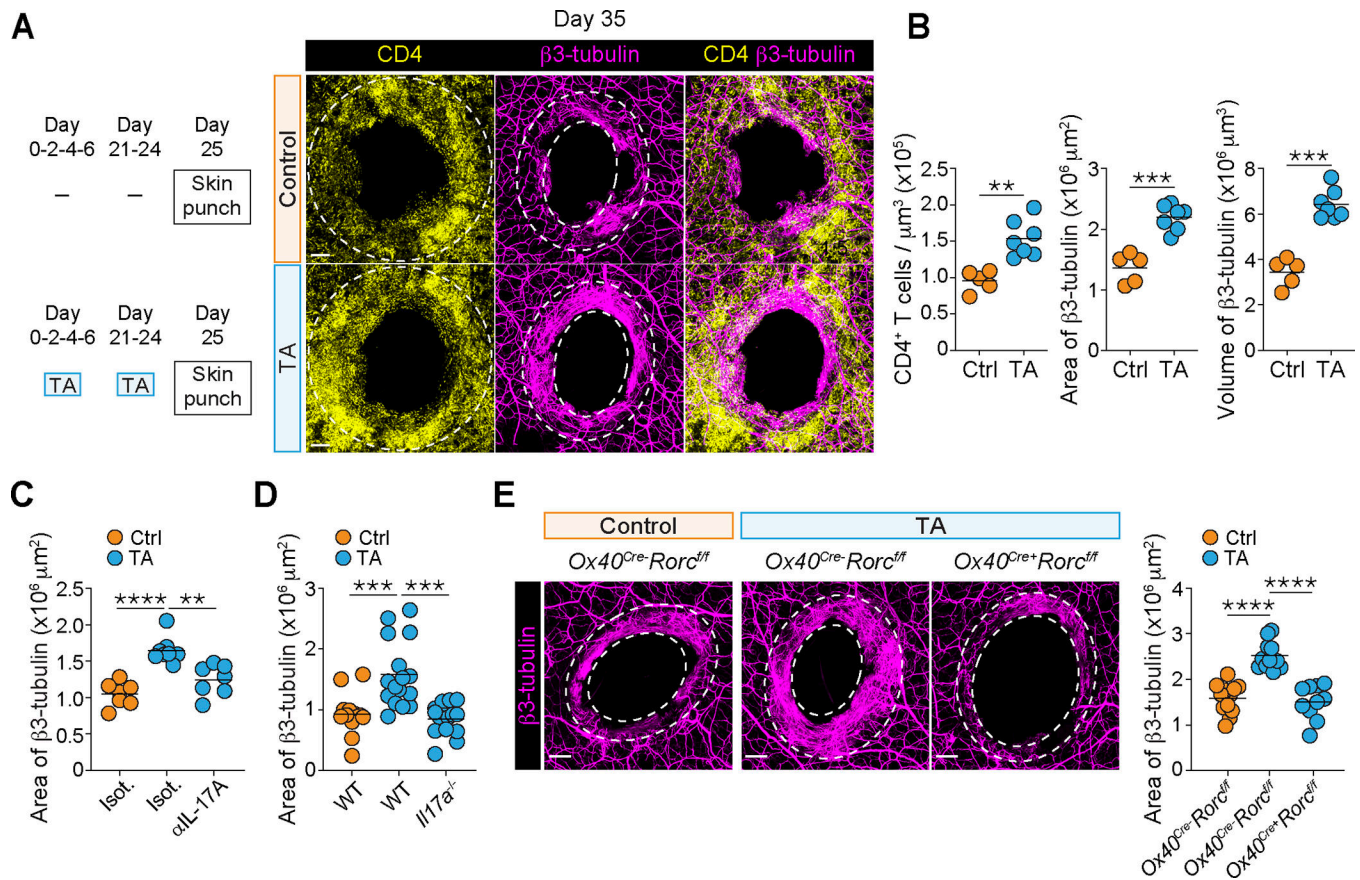 A
Day 35
CD4
β3-tubulin
CD4 β3-tubulin
Day
0-2-4-6
Day
21-24
Day
25
–
–
Skin
punch
Control
Day
0-2-4-6
Day
21-24
Day
25
TA
TA
Skin
punch
TA
1.5
B
CD4⁺ T cells / μm³ (x10⁵)
2.0
1.5
1.0
0.5
0
**
Ctrl TA
Area of β3-tubulin (x10⁶ μm²)
3
2
1
0
***
Ctrl TA
Volume of β3-tubulin (x10⁶ μm³)
8
6
4
2
0
***
Ctrl TA
C
Ctrl
TA
Area of β3-tubulin (x10⁶ μm²)
2.5
2.0
1.5
1.0
0.5
0
**** **
Isot.
Isot.
αIL-17A
D
Ctrl
TA
Area of β3-tubulin (x10⁶ μm²)
3
2
1
0
*** ***
WT
WT
Il17a⁻/⁻
E
Control
TA
Ox40ᶜʳᵉ⁻Rorcᶠ/ᶠ
Ox40ᶜʳᵉ⁻Rorcᶠ/ᶠ
Ox40ᶜʳᵉ⁺Rorcᶠ/ᶠ
β3-tubulin
Ctrl
TA
Area of β3-tubulin (x10⁶ μm²)
4
3
2
1
0
****
****
Ox40ᶜʳᵉ⁻Rorcᶠ/ᶠ
Ox40ᶜʳᵉ⁻Rorcᶠ/ᶠ
Ox40ᶜʳᵉ⁺Rorcᶠ/ᶠ